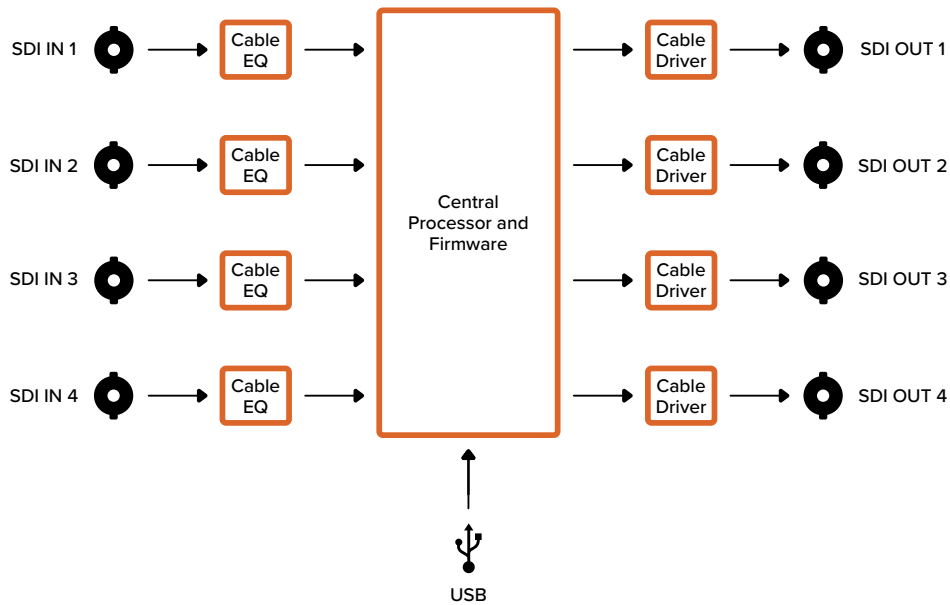 SDI IN 1
Cable
EQ
Cable
Driver
SDI OUT 1
SDI IN 2
Cable
EQ
Cable
Driver
SDI OUT 2
Central
Processor and
Firmware
SDI IN 3
Cable
EQ
Cable
Driver
SDI OUT 3
SDI IN 4
Cable
EQ
Cable
Driver
SDI OUT 4
USB